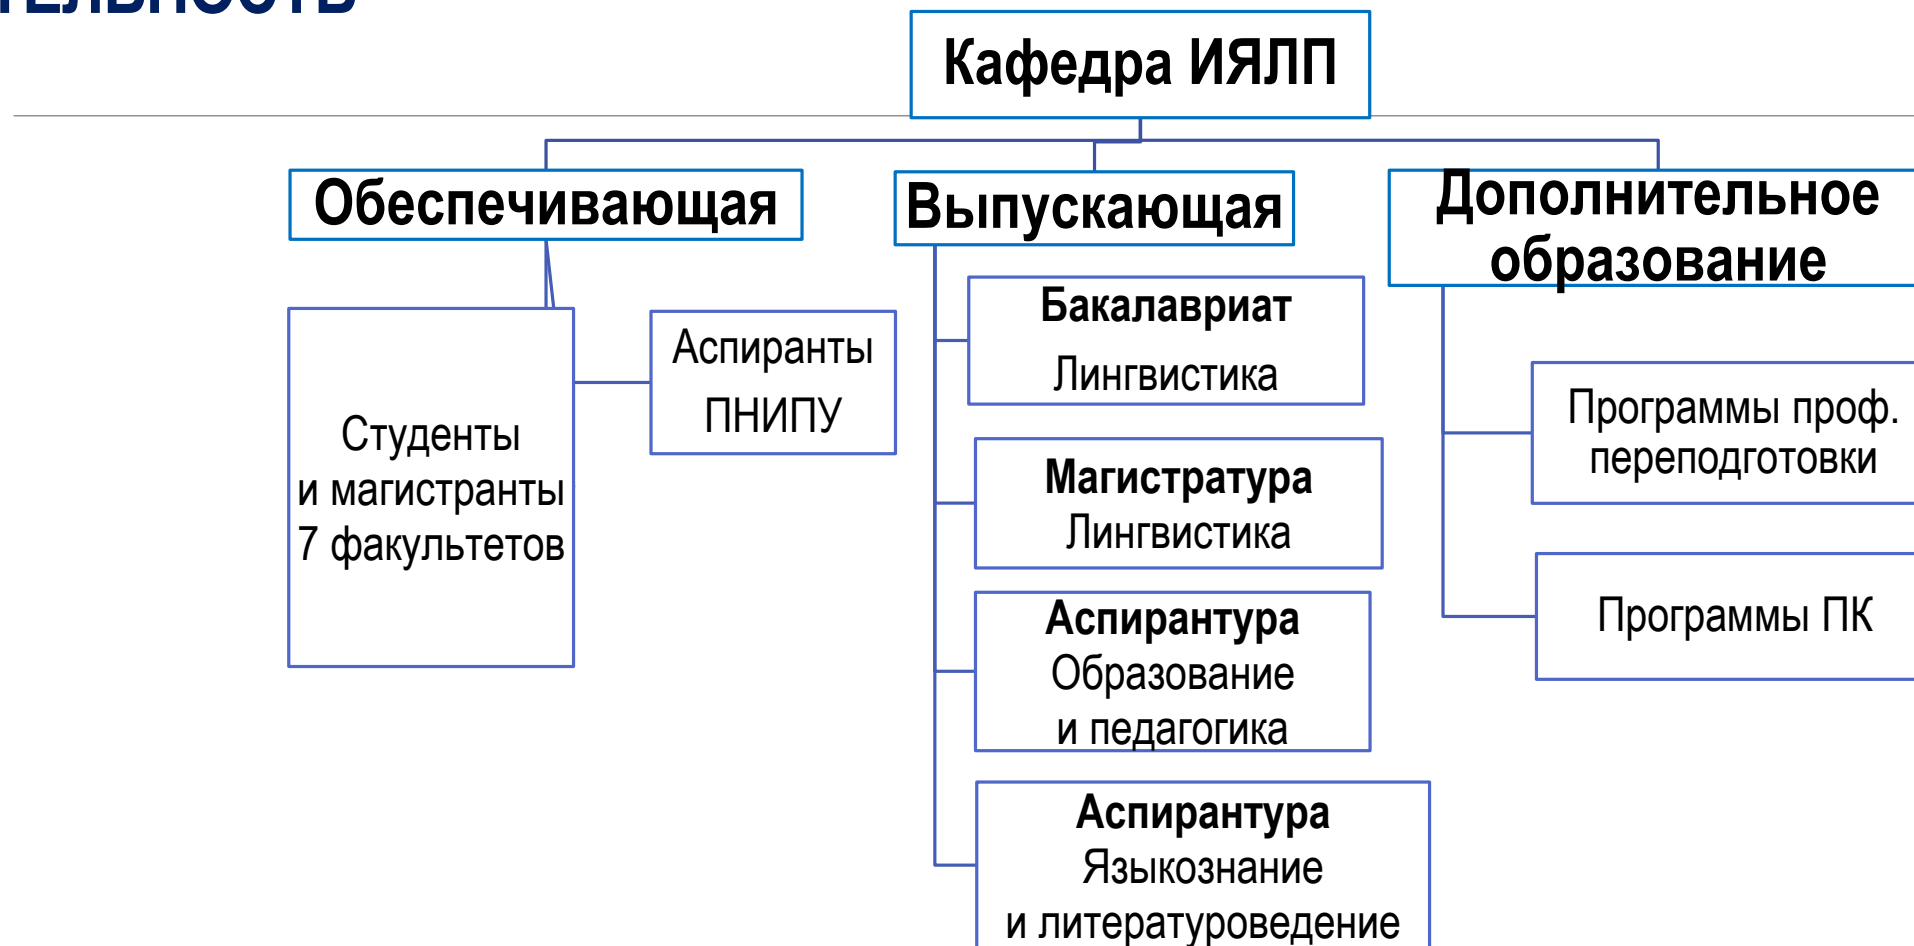 Кафедра ИЯЛП
Обеспечивающая
Студенты
и магистранты
7 факультетов
Аспиранты
ПНИПУ
Выпускающая
Бакалавриат
Лингвистика
Магистратура
Лингвистика
Аспирантура
Образование
и педагогика
Аспирантура
Языкознание
и литературоведение
Дополнительное
образование
Программы проф.
переподготовки
Программы ПК